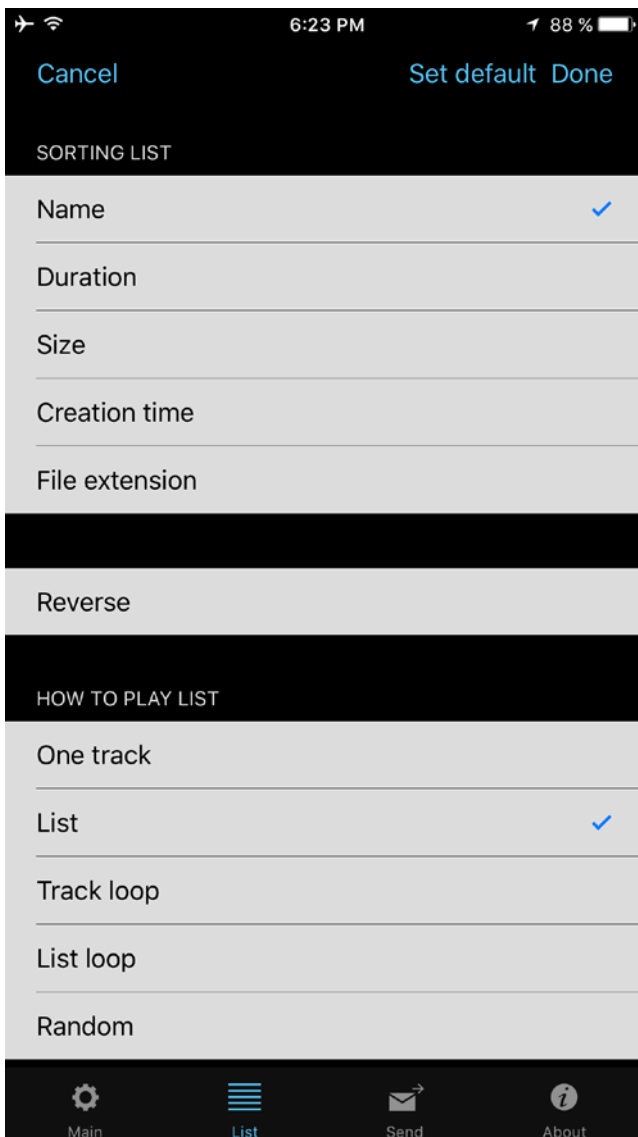 6:23 PM 88 %
Cancel Set default Done
SORTING LIST
Name
Duration
Size
Creation time
File extension
Reverse
HOW TO PLAY LIST
One track
List
Track loop
List loop
Random
Main List Send About